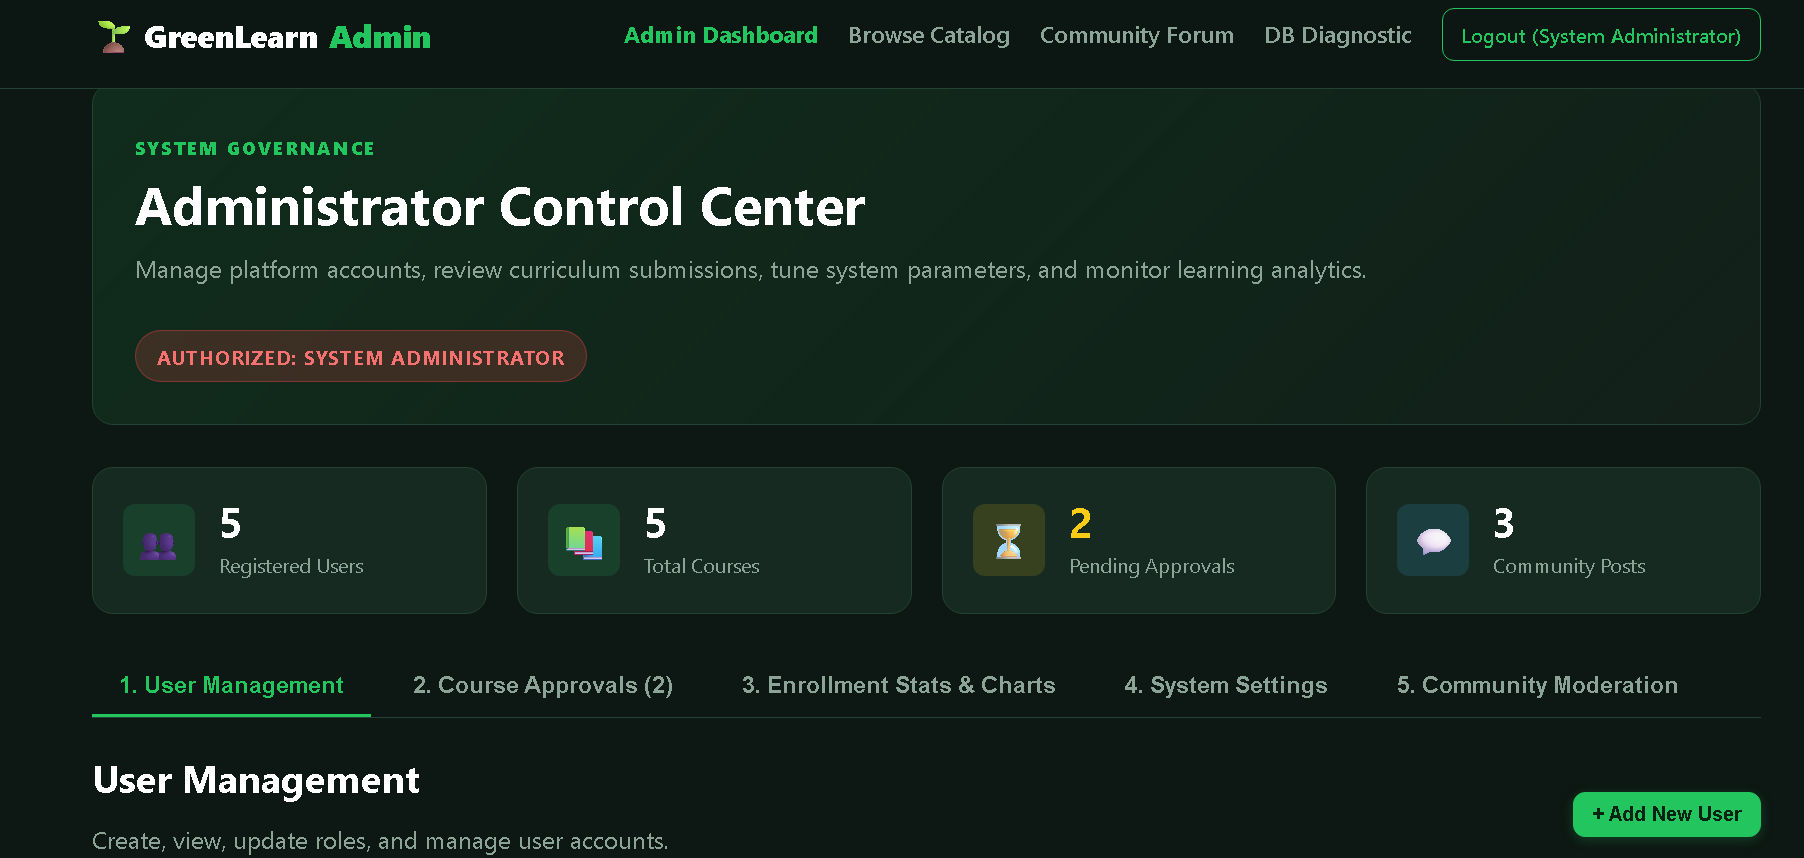 GreenLearn Admin
Admin Dashboard
Browse Catalog
Community Forum
DB Diagnostic
Logout (System Administrator)
SYSTEM GOVERNANCE
Administrator Control Center
Manage platform accounts, review curriculum submissions, tune system parameters, and monitor learning analytics.
AUTHORIZED: SYSTEM ADMINISTRATOR
5
Registered Users
5
Total Courses
2
Pending Approvals
3
Community Posts
1. User Management
2. Course Approvals (2)
3. Enrollment Stats & Charts
4. System Settings
5. Community Moderation
User Management
Create, view, update roles, and manage user accounts.
+ Add New User